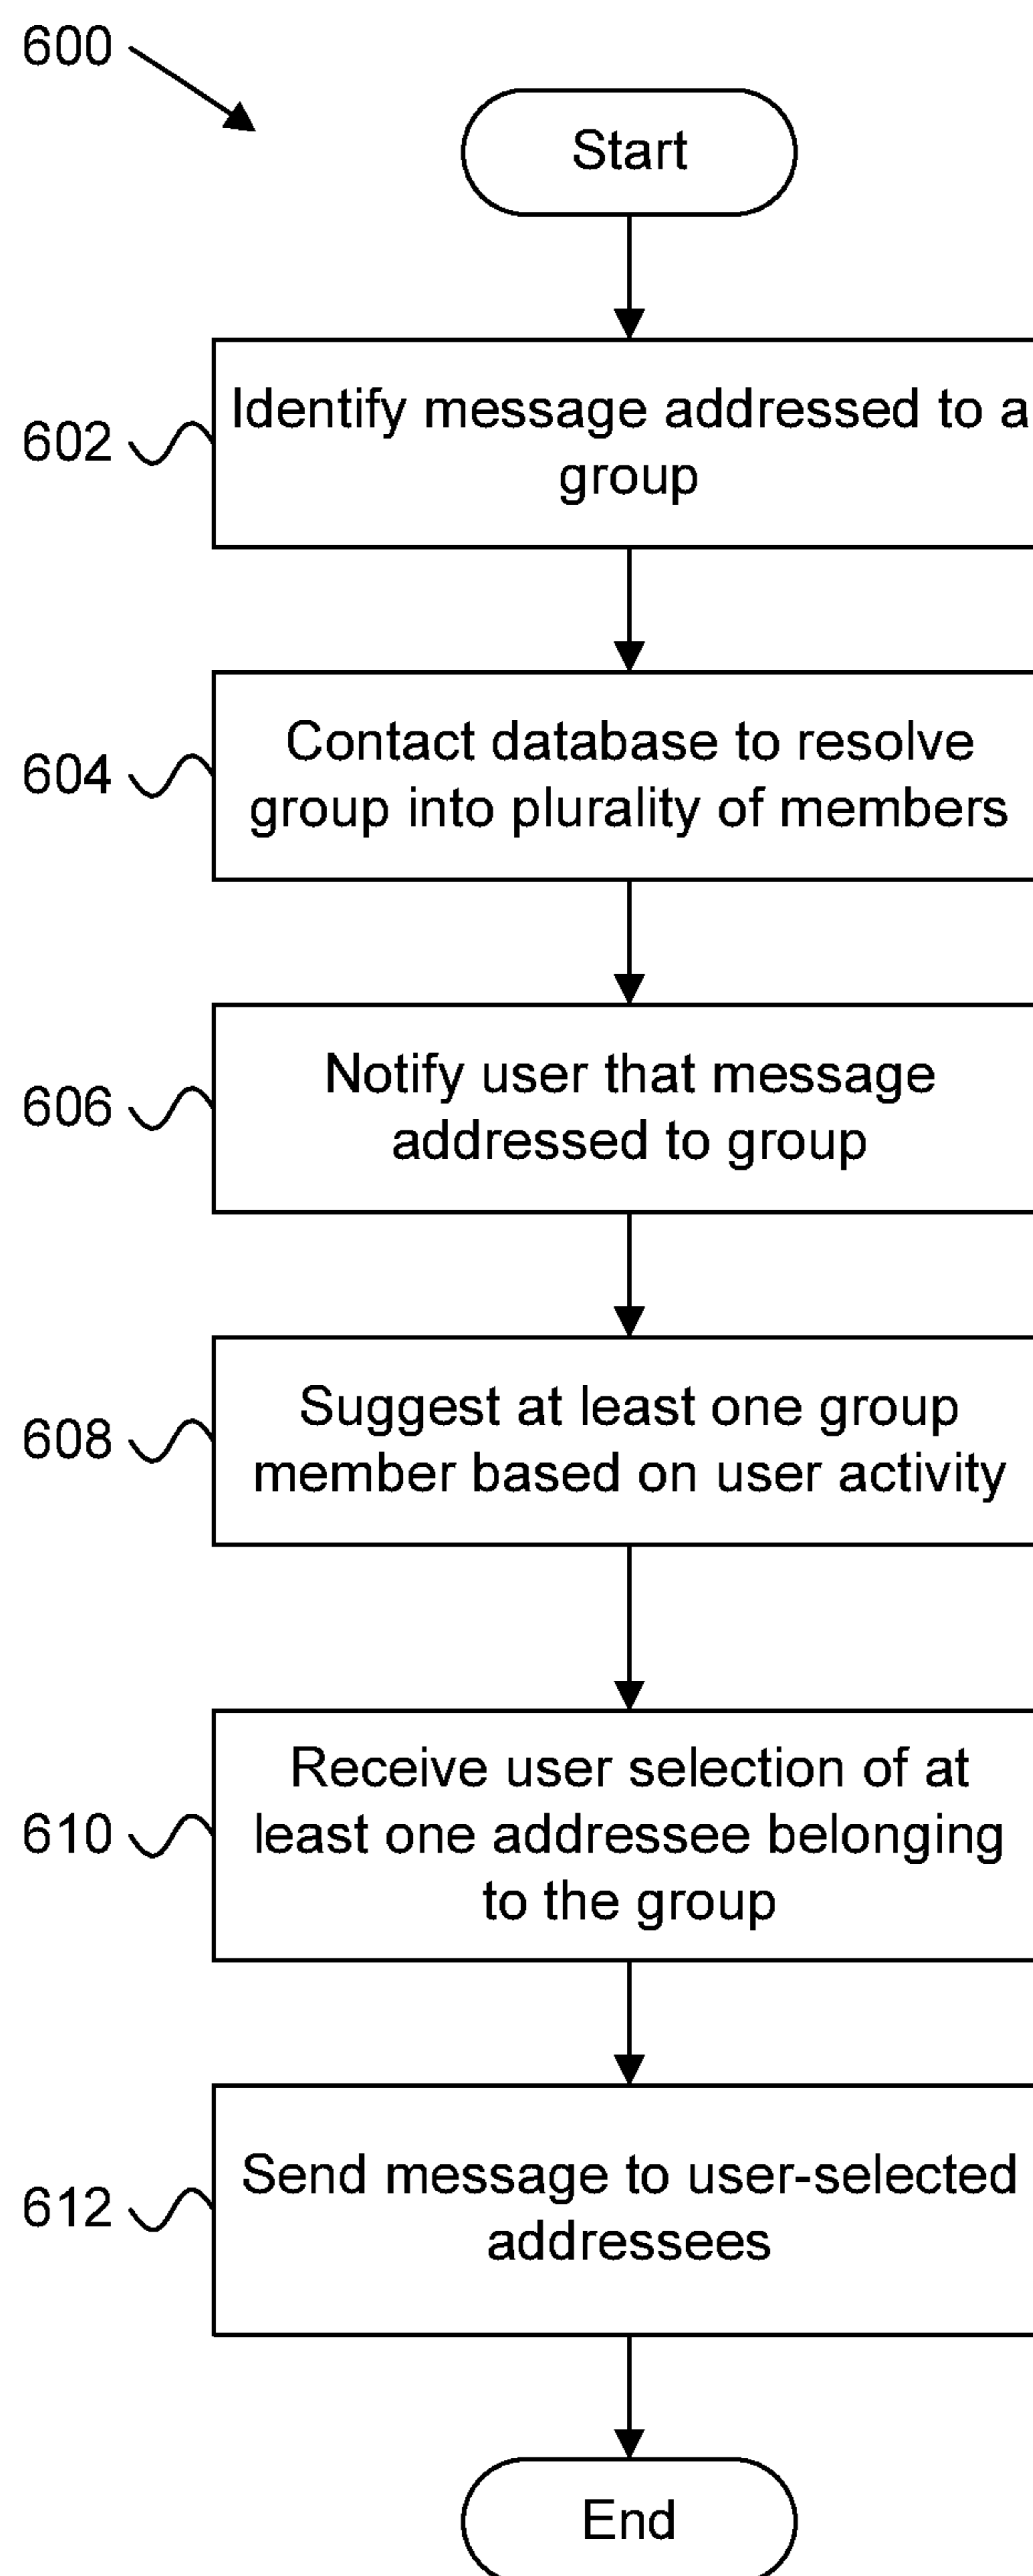 600
Start
602
Identify message addressed to a
group
604
Contact database to resolve
group into plurality of members
606
Notify user that message
addressed to group
608
Suggest at least one group
member based on user activity
610
Receive user selection of at
least one addressee belonging
to the group
612
Send message to user-selected
addressees
End